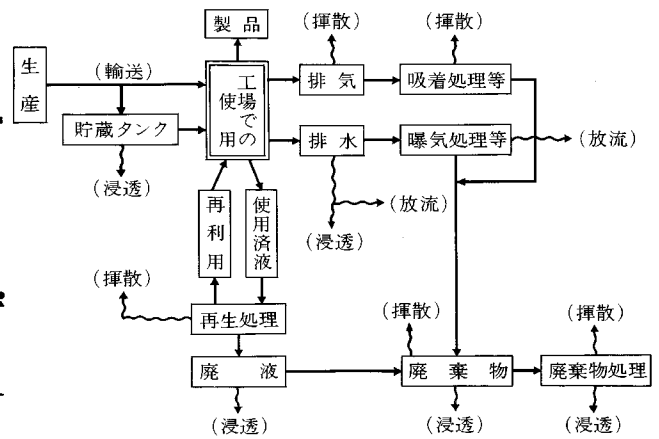 製品
(揮散)
(揮散)
生産
(輸送)
工場での使用
排気
吸着処理等
貯蔵タンク
排水
曝気処理等
(放流)
(浸透)
再利用
使用済液
(放流)
(浸透)
(揮散)
再生処理
(揮散)
(揮散)
廃液
廃棄物
廃棄物処理
(浸透)
(浸透)
(浸透)